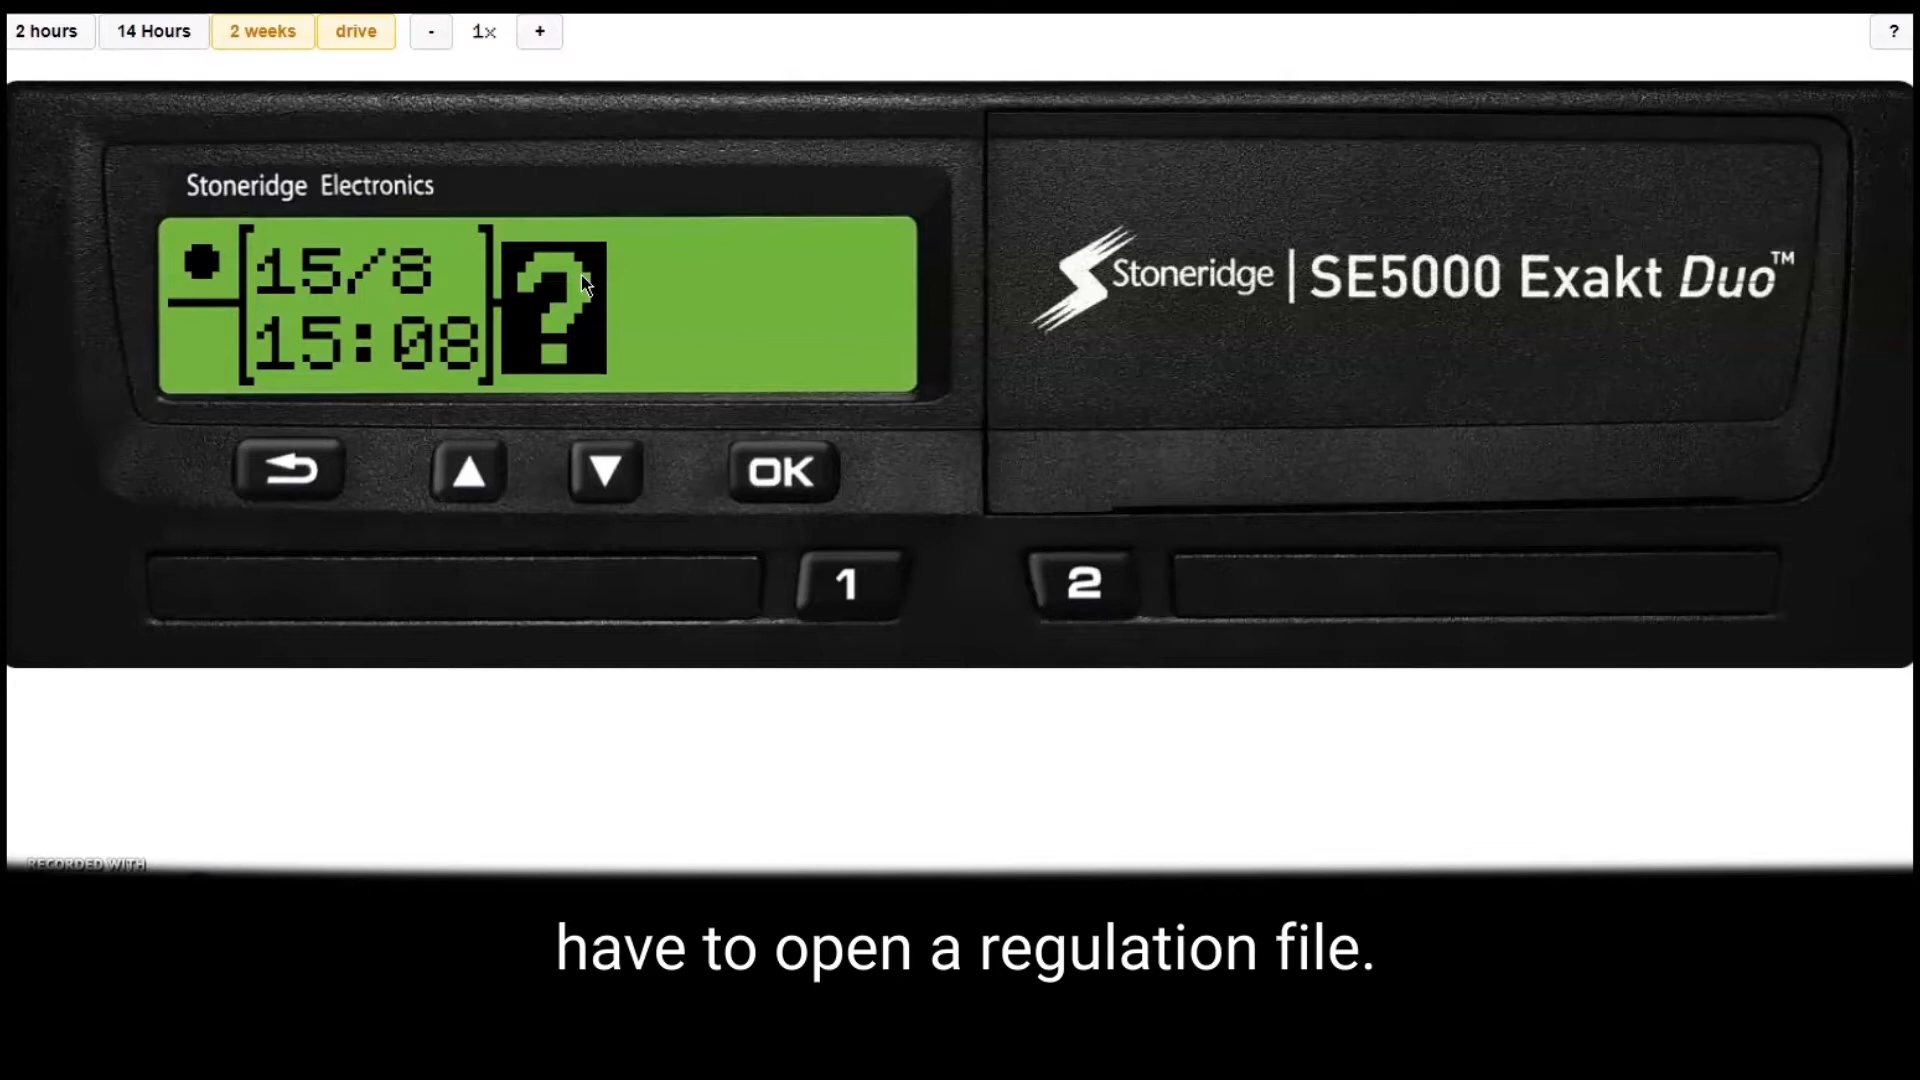 2 hours 14 Hours 2 weeks drive - 1x + ?
Stoneridge Electronics
15/8
15:08
?
Stoneridge | SE5000 Exakt Duo™
OK
1 2
RECORDED WITH
have to open a regulation file.